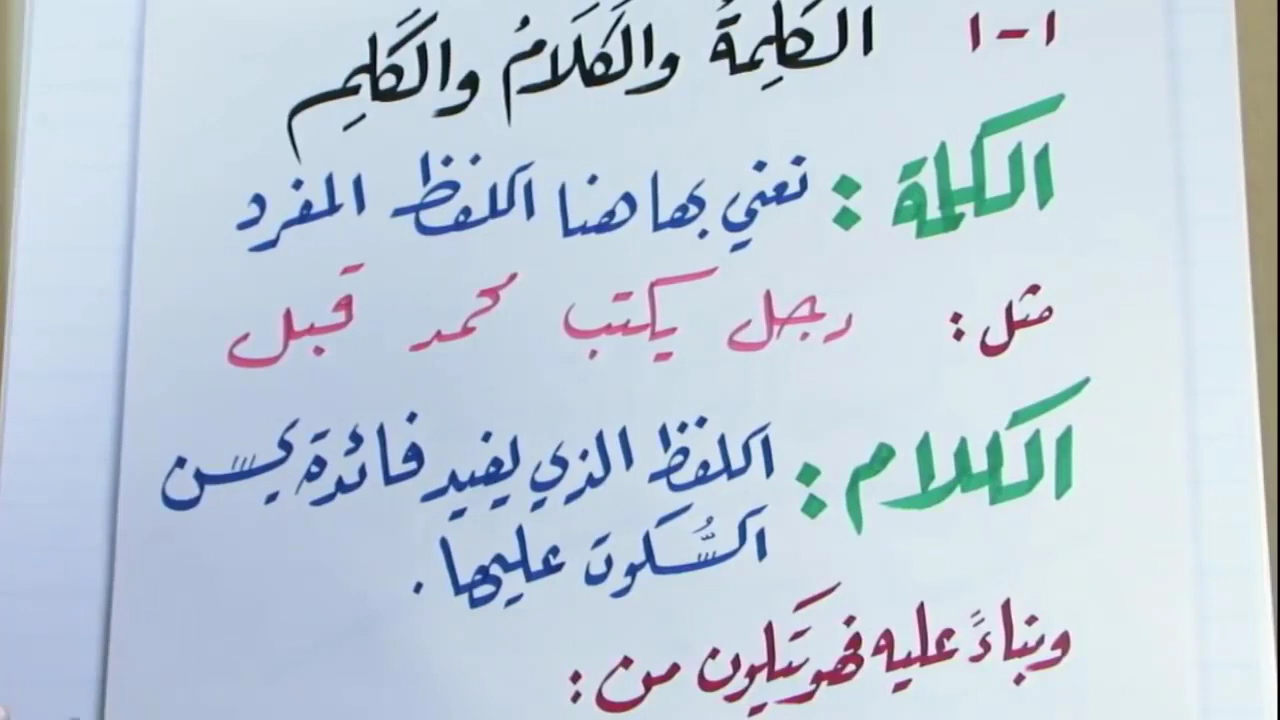 ١-١ الكَلِمةُ والكَلَامُ والكَلِم
الكلمة : نعني بها هنا اللفظ المفرد
مثل : رجل يكتب محمد قبل
الكلام : اللفظ الذي يفيد فائدة يحسن
السُّكوت عليها .
وبناءً عليه فهو يتكون من :